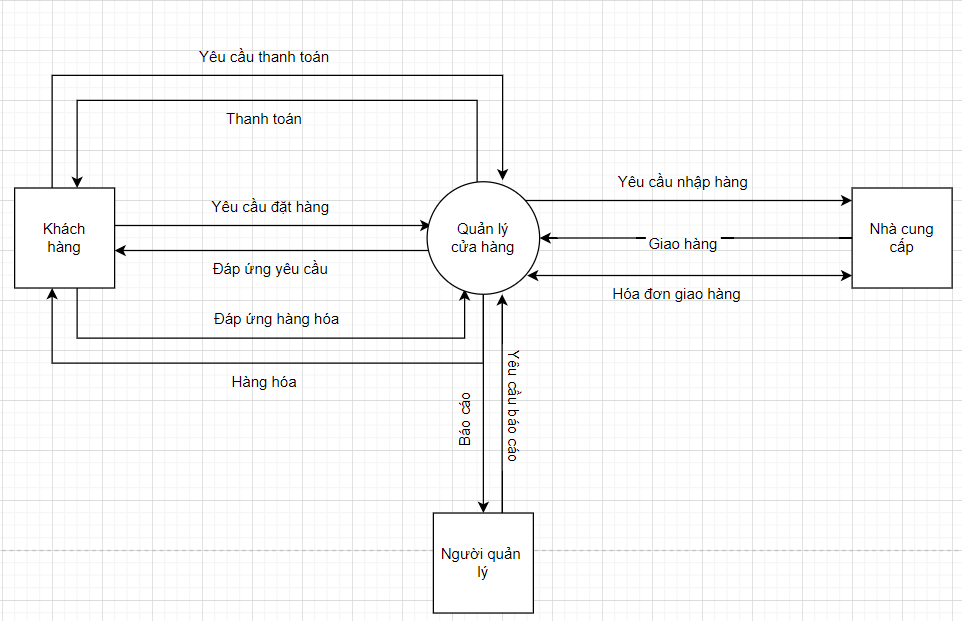 Yêu cầu thanh toán
Thanh toán
Yêu cầu nhập hàng
Yêu cầu đặt hàng
Khách
hàng
Quản lý
cửa hàng
Nhà cung
cấp
Giao hàng
Đáp ứng yêu cầu
Hóa đơn giao hàng
Đáp ứng hàng hóa
Hàng hóa
Báo cáo
Yêu cầu báo cáo
Người quản
lý